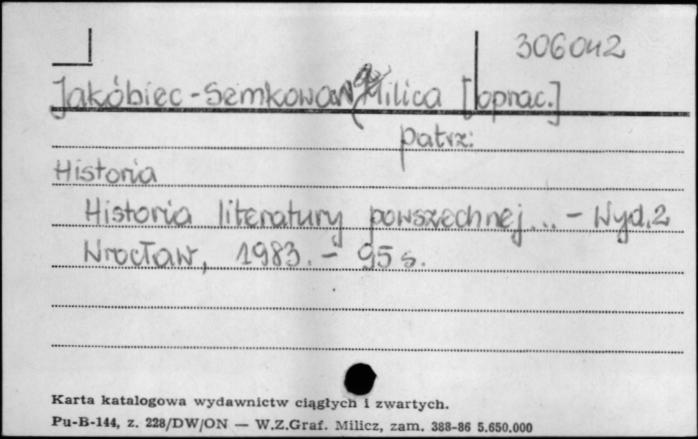 306042
Jakóbiec-Semkowowa Milica [oprac.]
patrz:
Historia
Historia literatury powszechnej... - Wyd.2
Wrocław, 1983. - 95 s.
Karta katalogowa wydawnictw ciągłych i zwartych.
Pu-B-144, z. 228/DW/ON — W.Z.Graf. Milicz, zam. 388-86 5.650.000